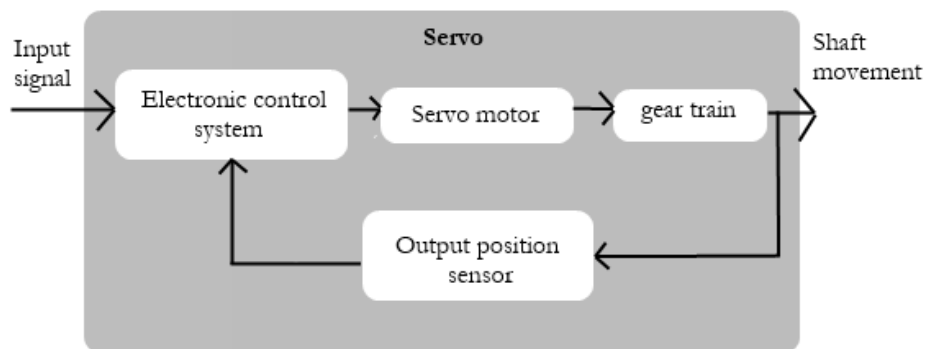 Servo
Input
signal
Electronic control
system
Servo motor
gear train
Shaft
movement
Output position
sensor